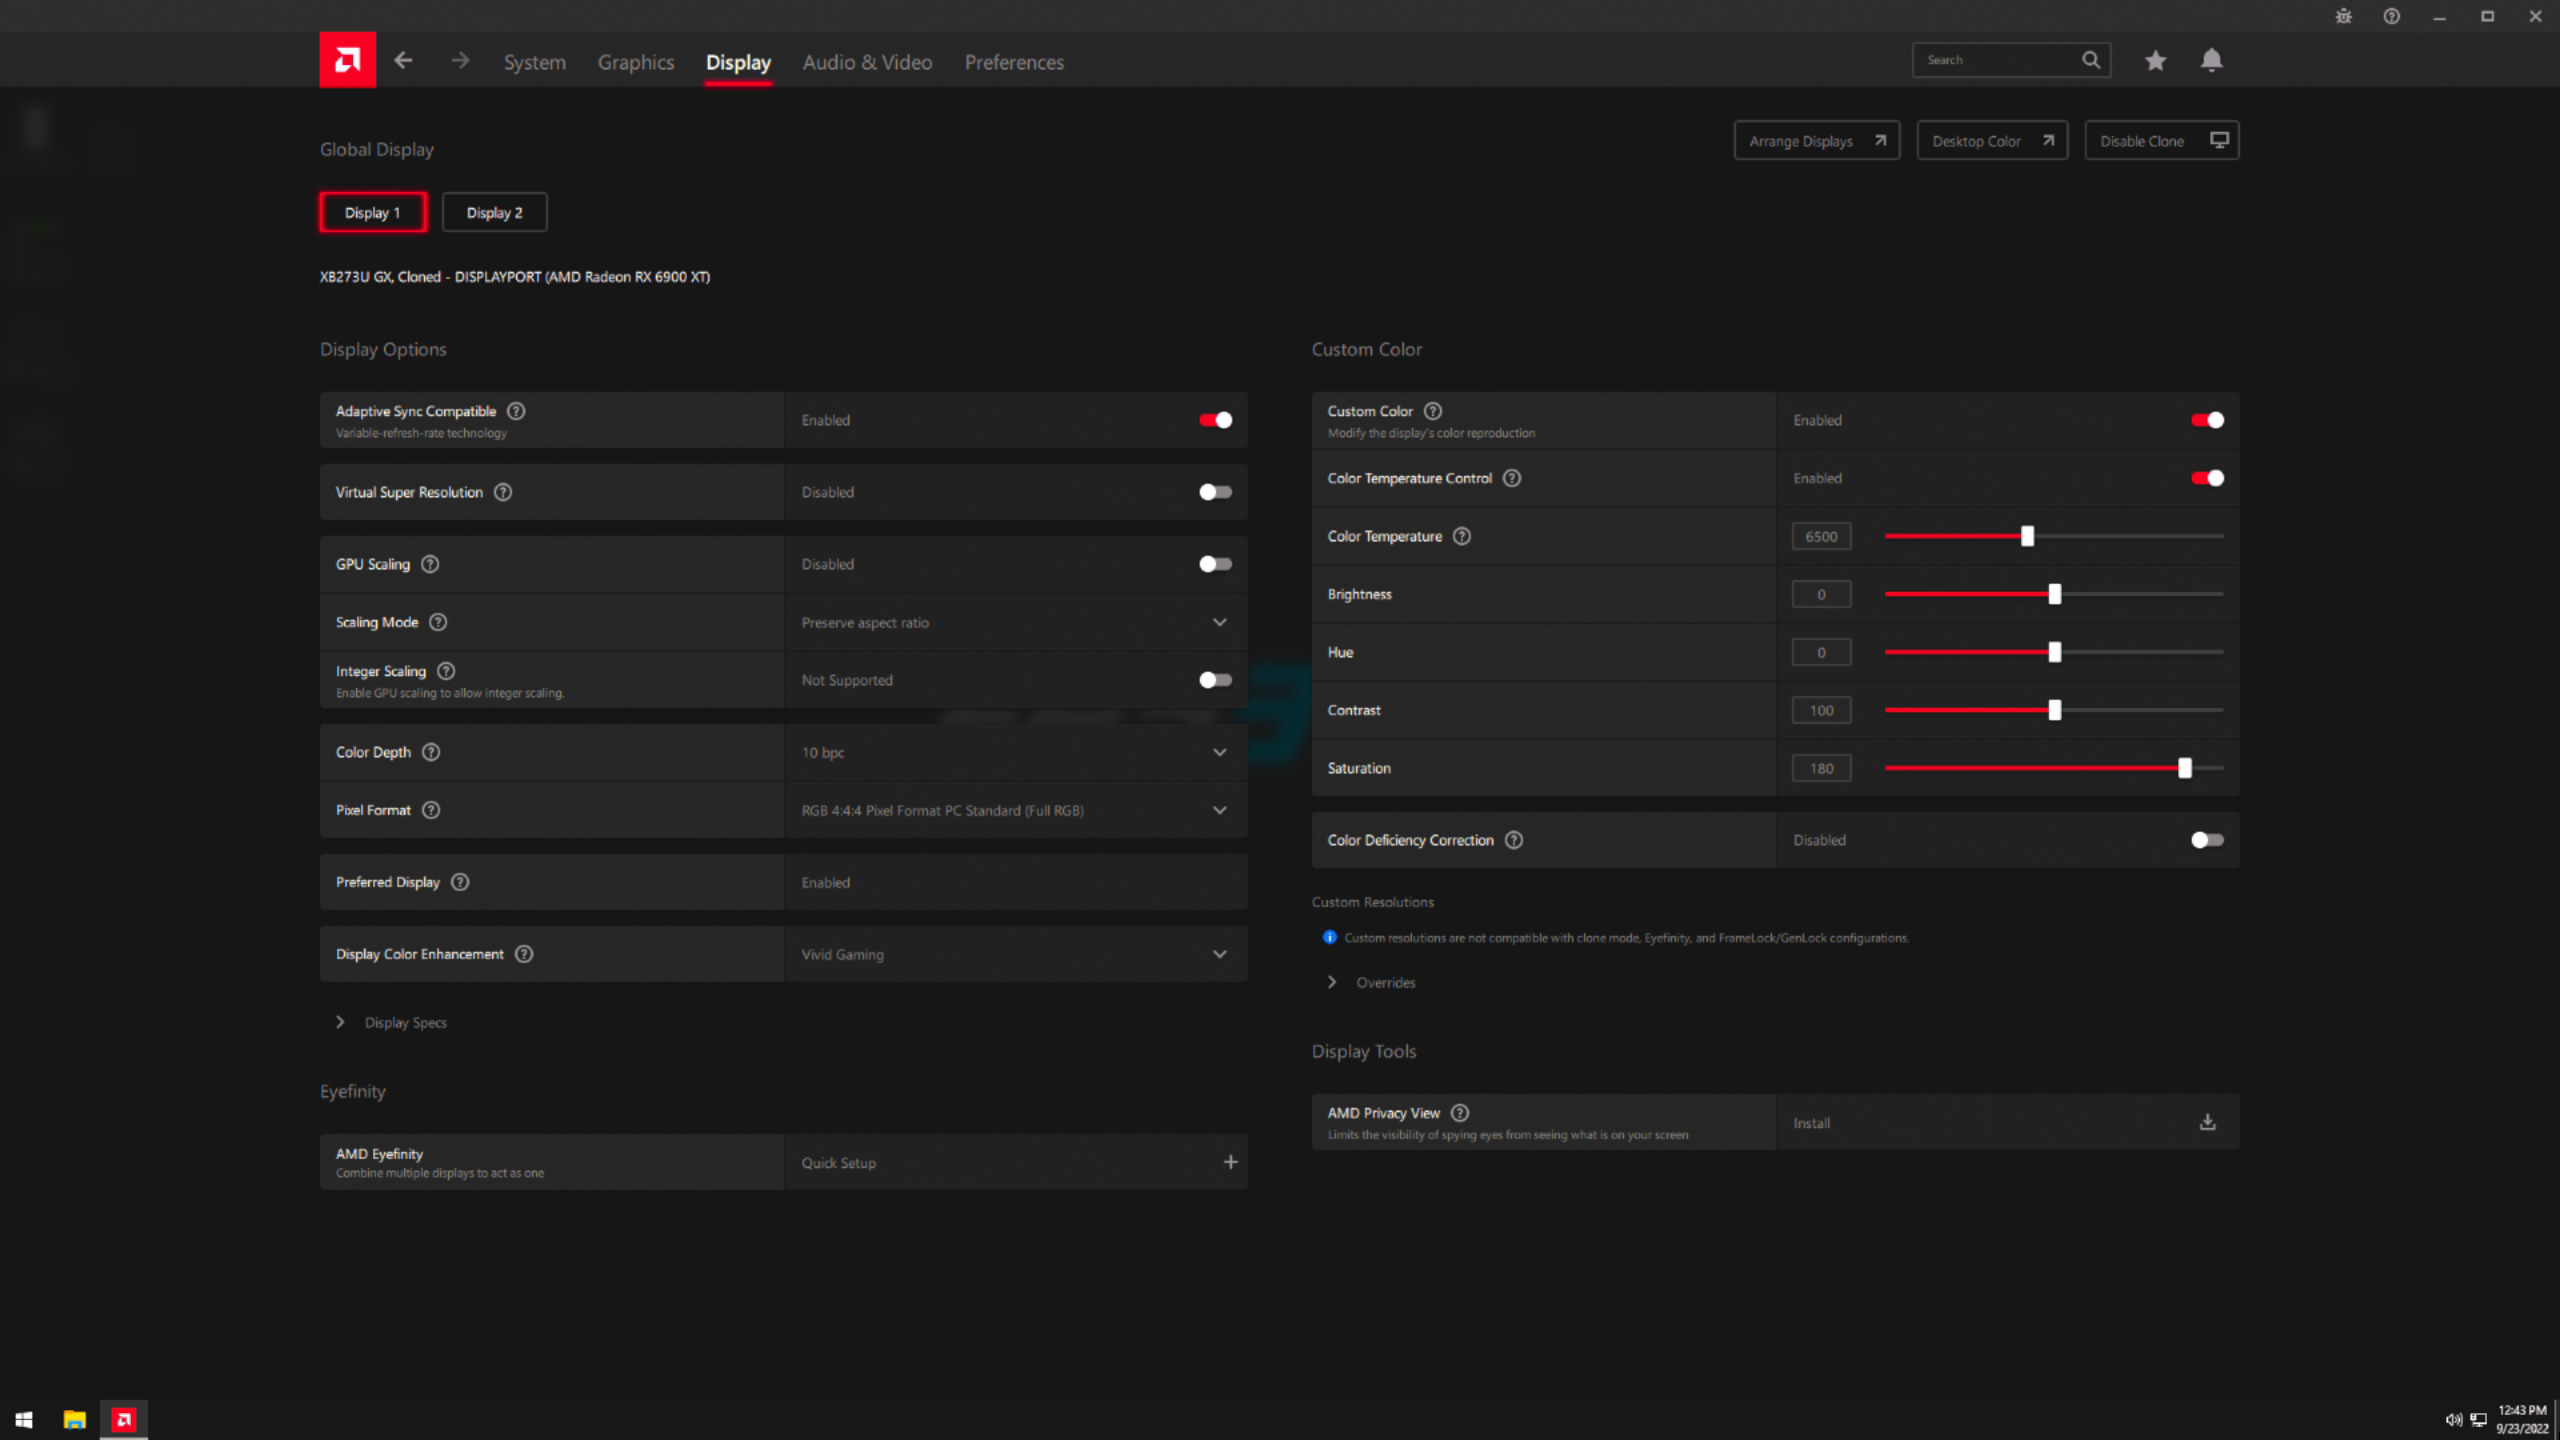 System Graphics Display Audio & Video Preferences Search
Global Display
Arrange Displays Desktop Color Disable Clone
Display 1 Display 2
XB273U GX, Cloned - DISPLAYPORT (AMD Radeon RX 6900 XT)
Display Options
Adaptive Sync Compatible Enabled
Variable-refresh-rate technology
Virtual Super Resolution Disabled
GPU Scaling Disabled
Scaling Mode Preserve aspect ratio
Integer Scaling Not Supported
Enable GPU scaling to allow integer scaling.
Color Depth 10 bpc
Pixel Format RGB 4:4:4 Pixel Format PC Standard (Full RGB)
Preferred Display Enabled
Display Color Enhancement Vivid Gaming
Display Specs
Eyefinity
AMD Eyefinity Quick Setup
Combine multiple displays to act as one
Custom Color
Custom Color Enabled
Modify the display's color reproduction
Color Temperature Control Enabled
Color Temperature 6500
Brightness 0
Hue 0
Contrast 100
Saturation 180
Color Deficiency Correction Disabled
Custom Resolutions
Custom resolutions are not compatible with clone mode, Eyefinity, and FrameLock/GenLock configurations.
Overrides
Display Tools
AMD Privacy View Install
Limits the visibility of spying eyes from seeing what is on your screen
12:43 PM
9/23/2022